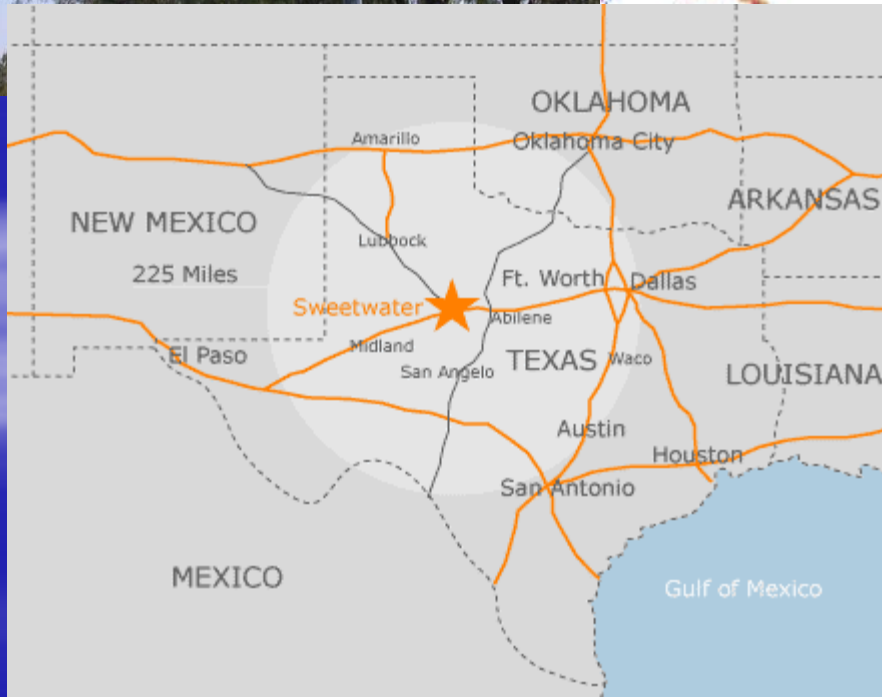 OKLAHOMA
Amarillo
Oklahoma City
ARKANSAS
NEW MEXICO
Lubbock
225 Miles
Ft. Worth
Dallas
Sweetwater
Abilene
Midland
El Paso
San Angelo
TEXAS
Waco
LOUISIANA
Austin
Houston
San Antonio
MEXICO
Gulf of Mexico